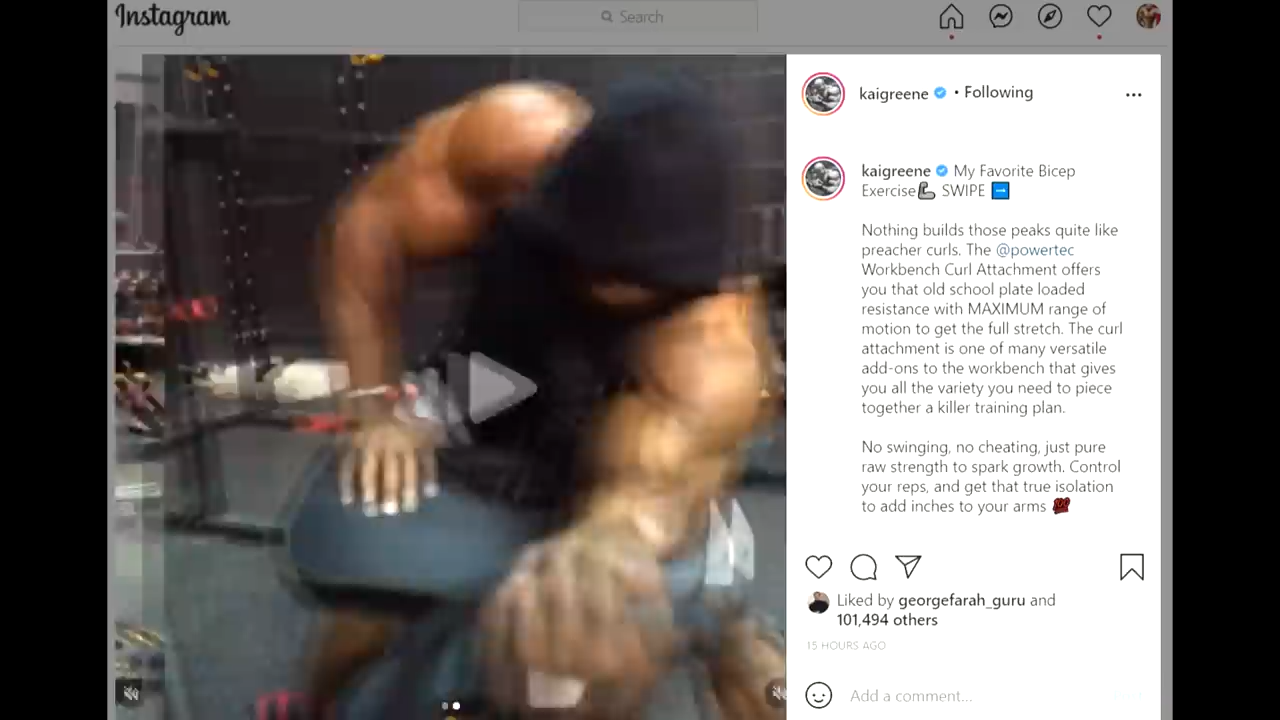 Instagram
Search
kaigreene • Following
kaigreene My Favorite Bicep
Exercise💪 SWIPE ➡️
Nothing builds those peaks quite like
preacher curls. The @powertec
Workbench Curl Attachment offers
you that old school plate loaded
resistance with MAXIMUM range of
motion to get the full stretch. The curl
attachment is one of many versatile
add-ons to the workbench that gives
you all the variety you need to piece
together a killer training plan.
No swinging, no cheating, just pure
raw strength to spark growth. Control
your reps, and get that true isolation
to add inches to your arms 💯
Liked by georgefarah_guru and
101,494 others
15 HOURS AGO
Add a comment...